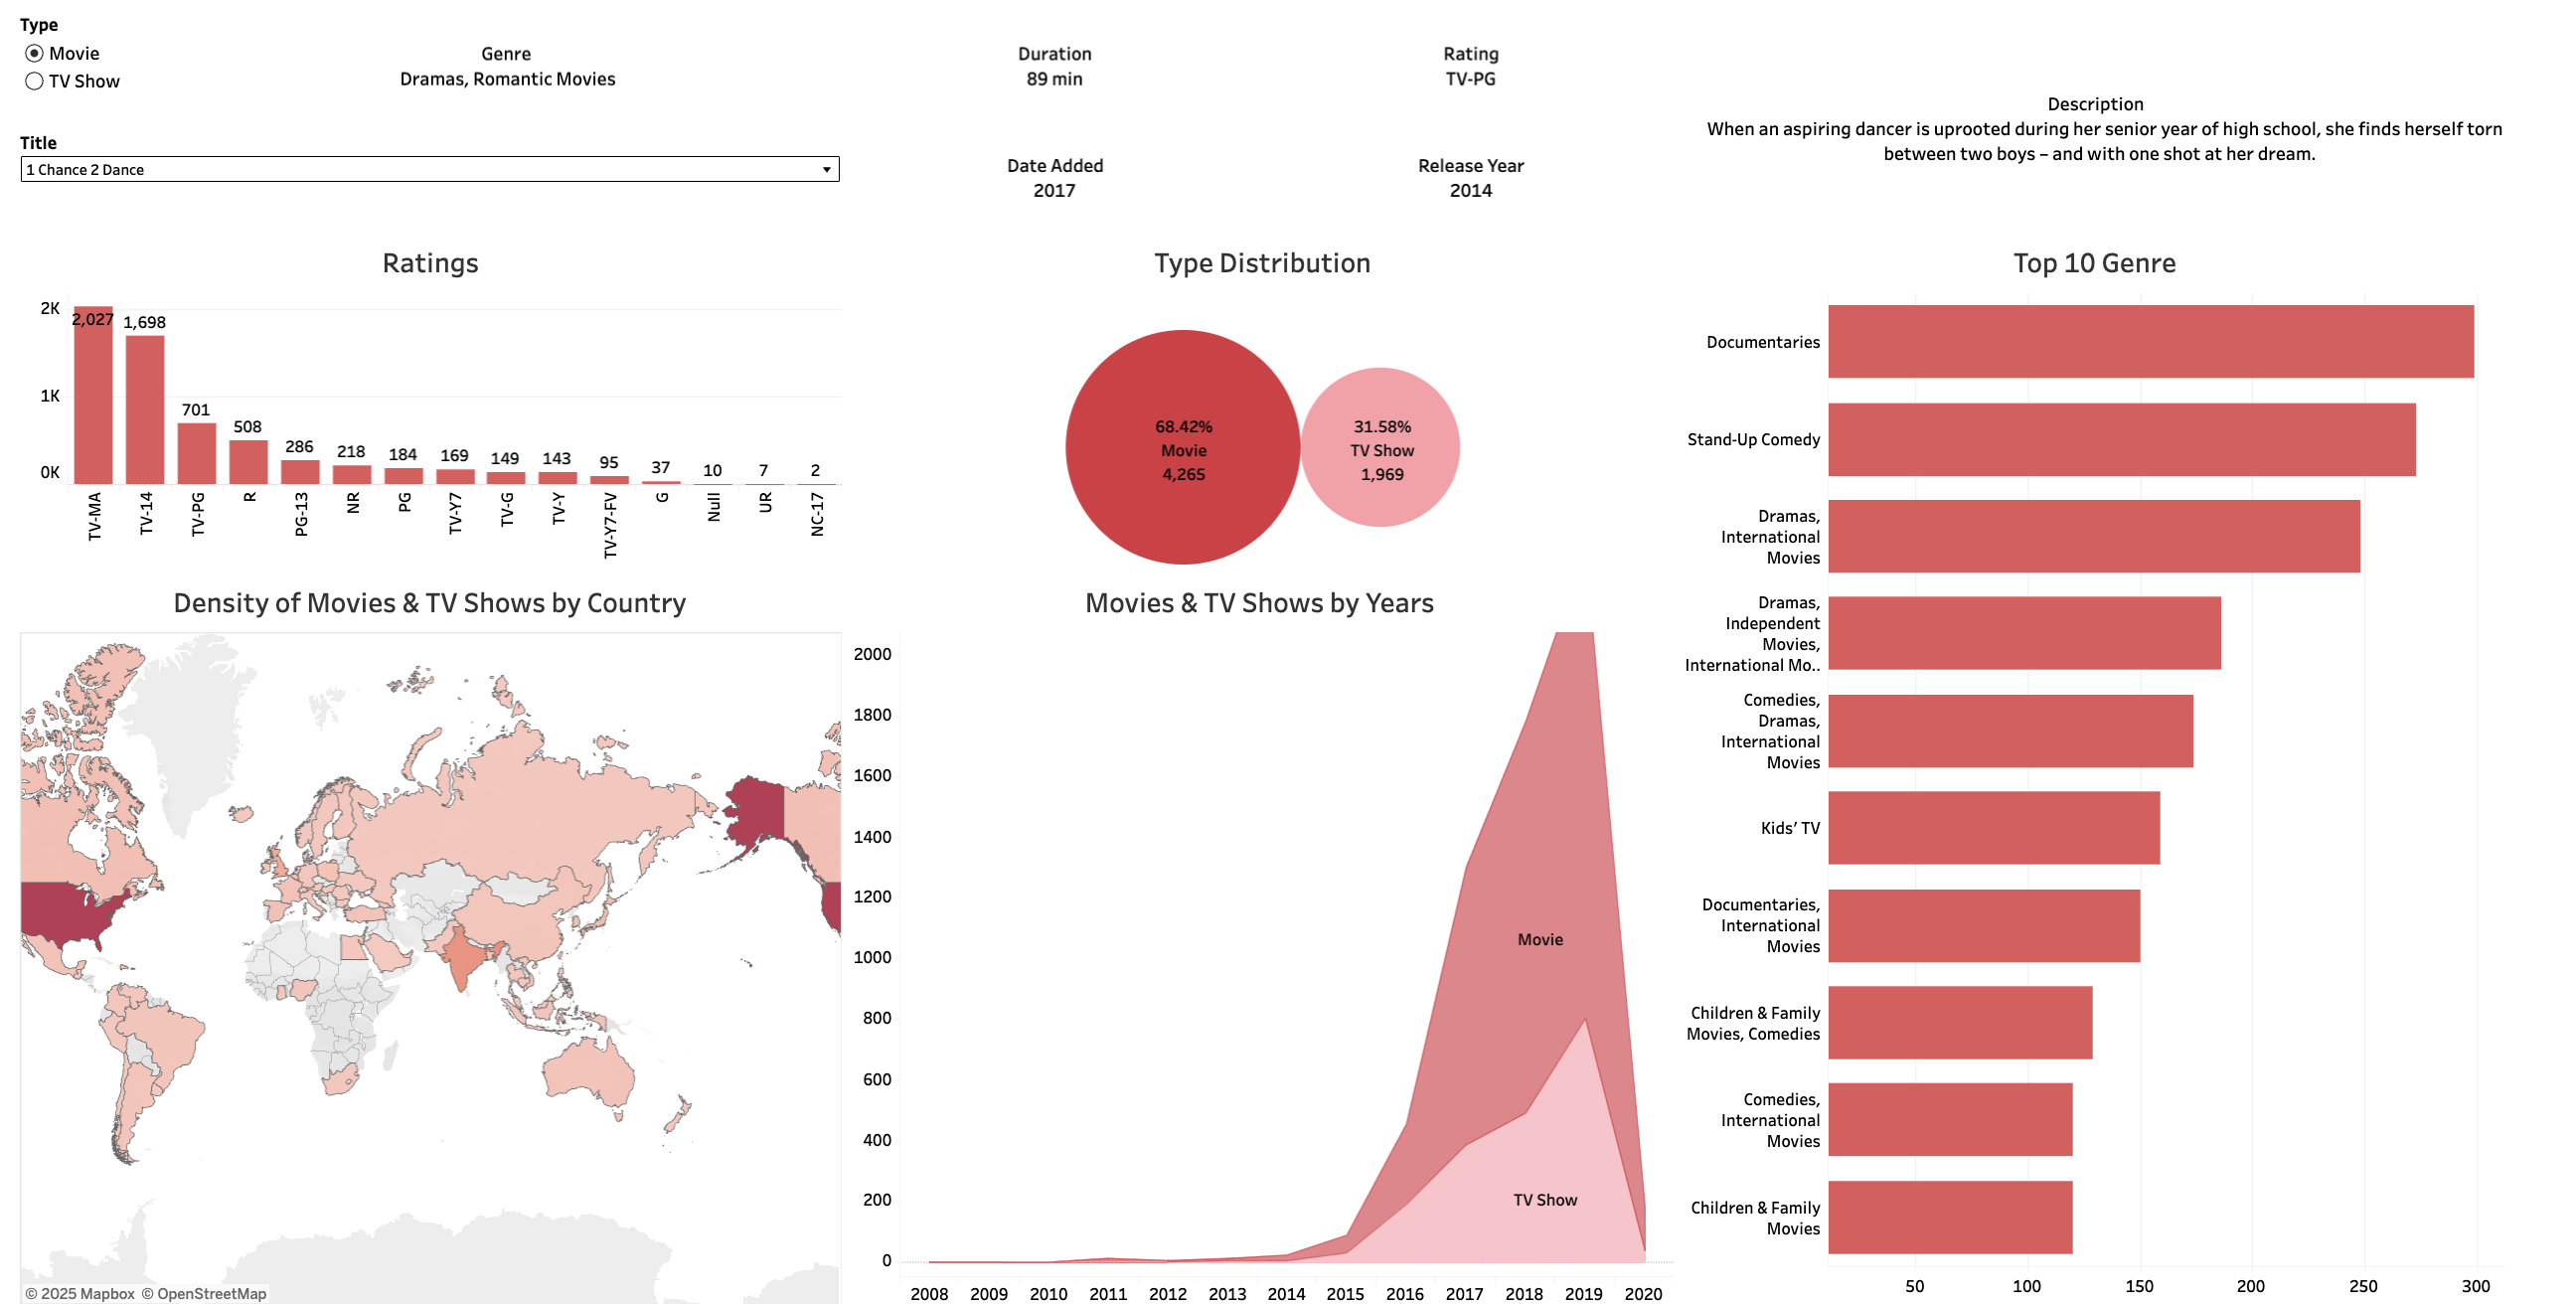 Type
Movie
TV Show
Genre
Dramas, Romantic Movies
Duration
89 min
Rating
TV-PG
Title
1 Chance 2 Dance
Date Added
2017
Release Year
2014
Description
When an aspiring dancer is uprooted during her senior year of high school, she finds herself torn
between two boys – and with one shot at her dream.
Ratings
2K
1K
0K
2,027
1,698
701
508
286
218
184
169
149
143
95
37
10
7
2
TV-MA
TV-14
TV-PG
R
PG-13
NR
PG
TV-Y7
TV-G
TV-Y
TV-Y7-FV
G
Null
UR
NC-17
Type Distribution
68.42%
Movie
4,265
31.58%
TV Show
1,969
Top 10 Genre
Documentaries
Stand-Up Comedy
Dramas,
International
Movies
Dramas,
Independent
Movies,
International Mo..
Comedies,
Dramas,
International
Movies
Kids’ TV
Documentaries,
International
Movies
Children & Family
Movies, Comedies
Comedies,
International
Movies
Children & Family
Movies
50
100
150
200
250
300
Density of Movies & TV Shows by Country
© 2025 Mapbox © OpenStreetMap
Movies & TV Shows by Years
2000
1800
1600
1400
1200
1000
800
600
400
200
0
Movie
TV Show
2008
2009
2010
2011
2012
2013
2014
2015
2016
2017
2018
2019
2020